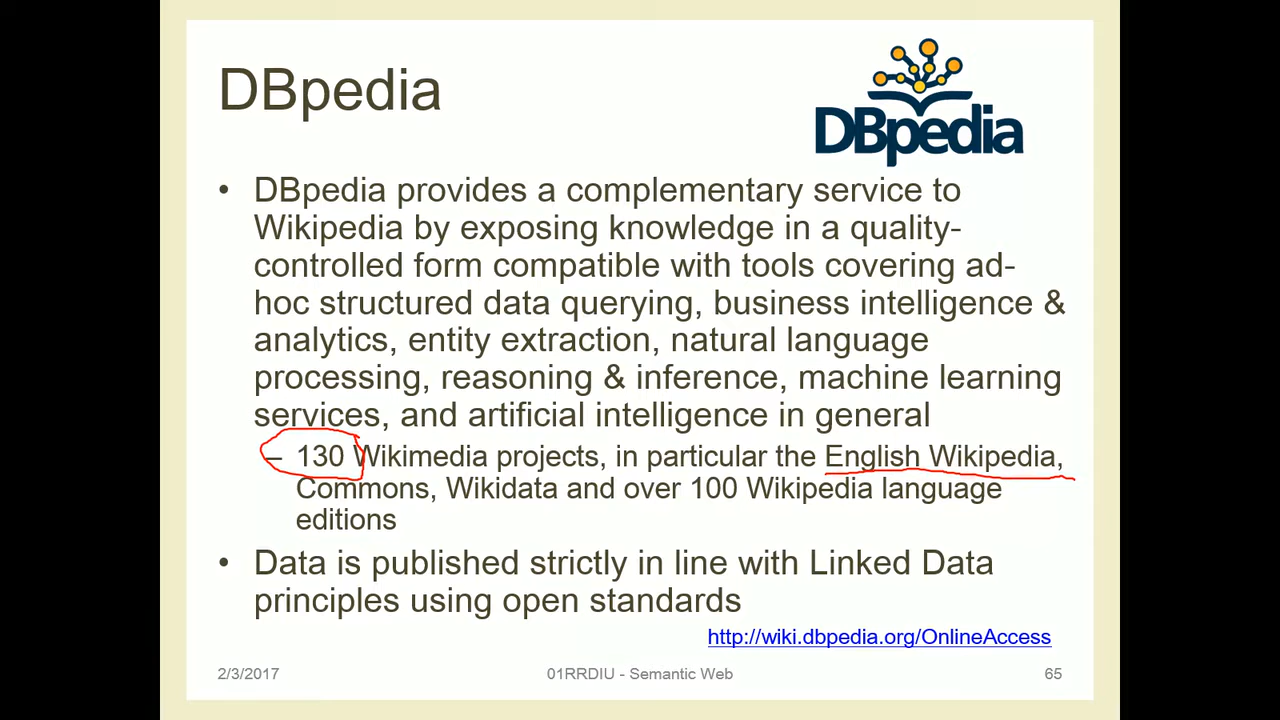 DBpedia
DBpedia
• DBpedia provides a complementary service to
Wikipedia by exposing knowledge in a quality-
controlled form compatible with tools covering ad-
hoc structured data querying, business intelligence &
analytics, entity extraction, natural language
processing, reasoning & inference, machine learning
services, and artificial intelligence in general
– 130 Wikimedia projects, in particular the English Wikipedia,
Commons, Wikidata and over 100 Wikipedia language
editions
• Data is published strictly in line with Linked Data
principles using open standards
http://wiki.dbpedia.org/OnlineAccess
2/3/2017
01RRDIU - Semantic Web
65